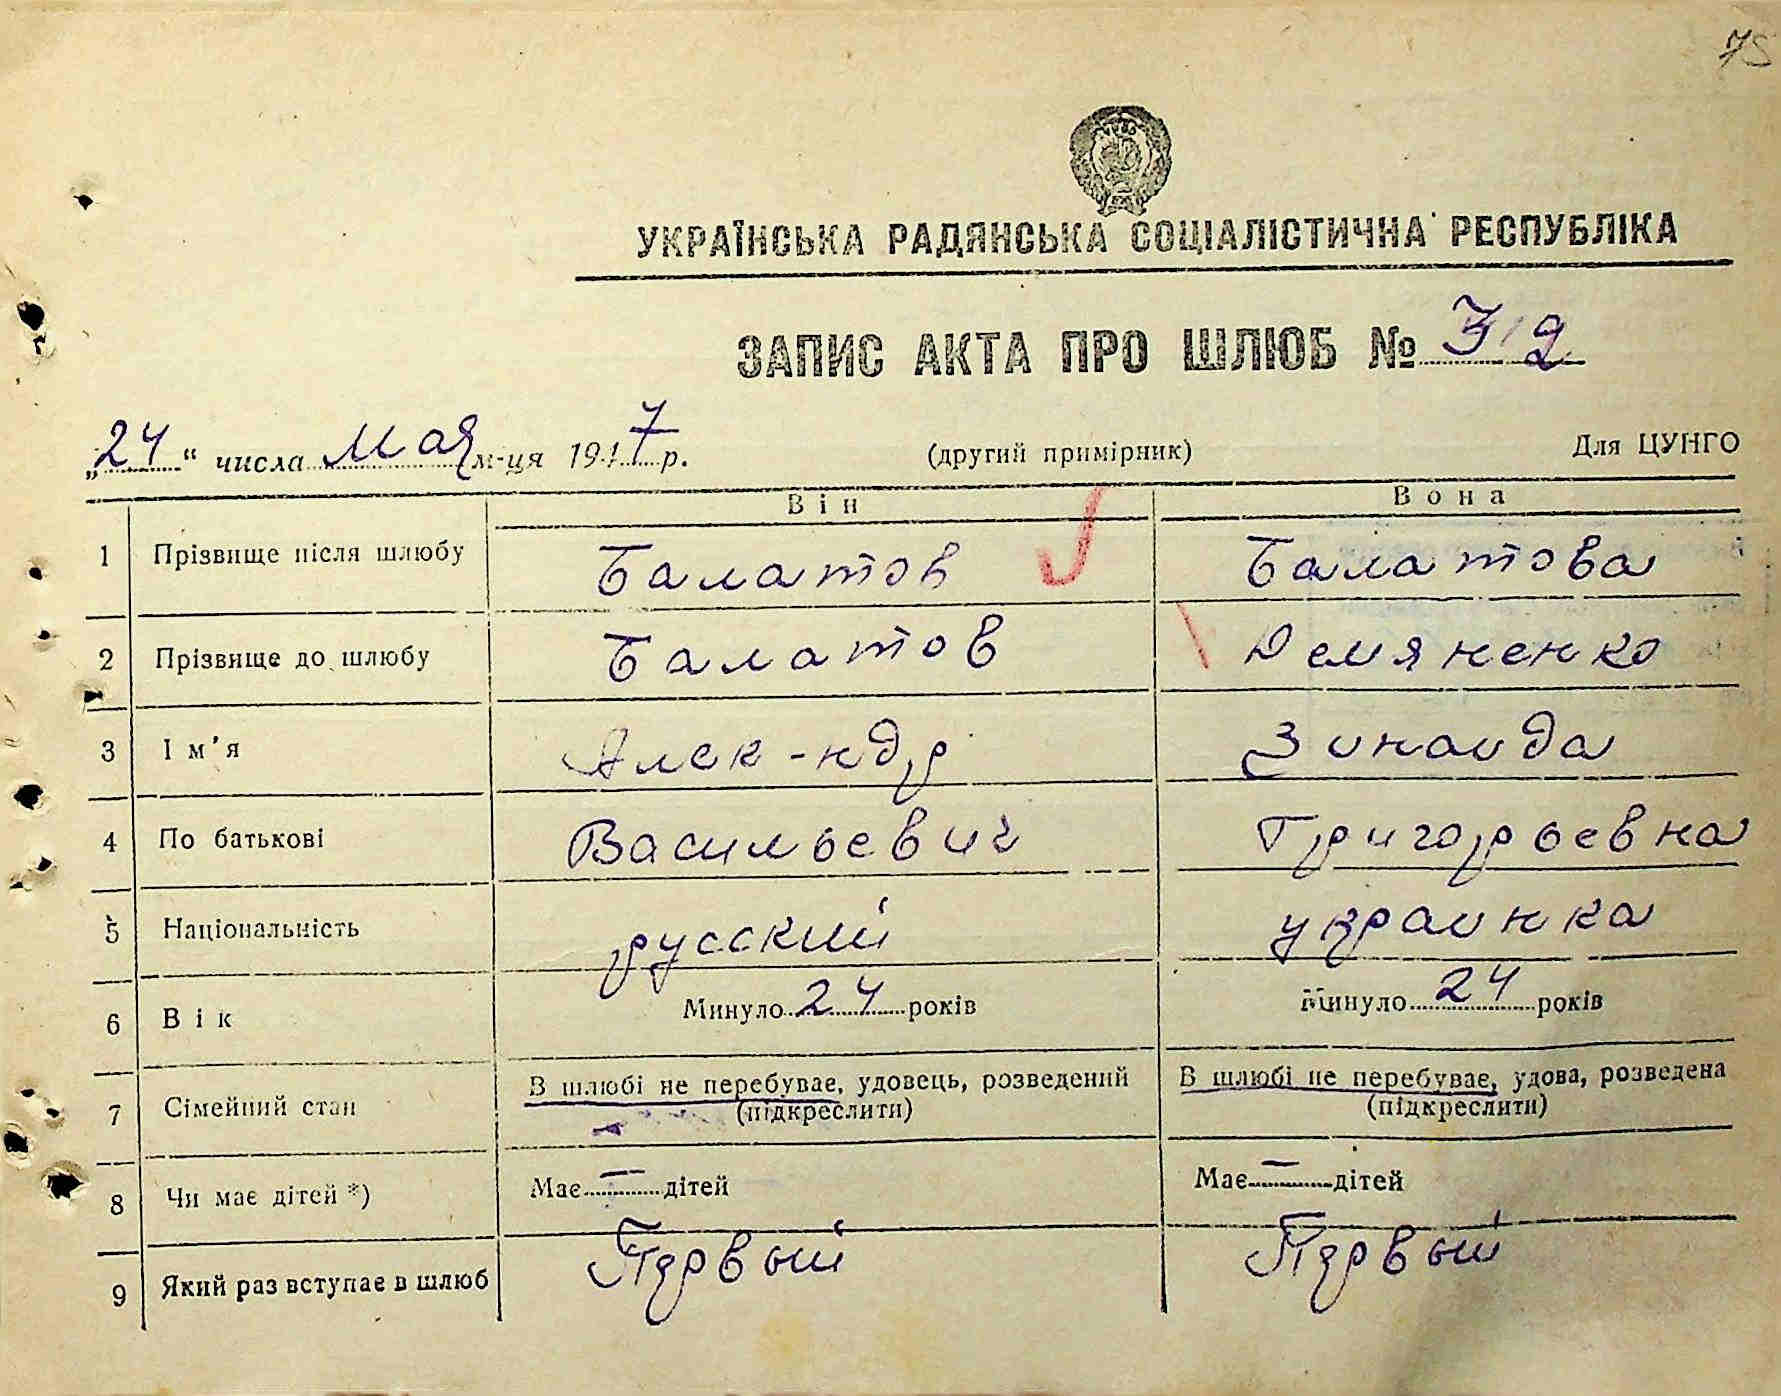 75
УКРАЇНСЬКА РАДЯНСЬКА СОЦІАЛІСТИЧНА РЕСПУБЛІКА
ЗАПИС АКТА ПРО ШЛЮБ № 312
„24“ числа Мая м-ця 1947 р. (другий примірник) Для ЦУНГО
Він Вона
1 Прізвище після шлюбу Балатов Балатова
2 Прізвище до шлюбу Балатов Демяненко
3 Ім'я Алек-ндр Зинаида
4 По батькові Васильевич Григорьевна
5 Національність русский украинка
6 Вік Минуло 24 років Минуло 24 років
7 Сімейний стан В шлюбі не перебуває, удовець, розведений (підкреслити) В шлюбі не перебуває, удова, розведена (підкреслити)
8 Чи має дітей *) Має — дітей Має — дітей
9 Який раз вступає в шлюб Первый Первый